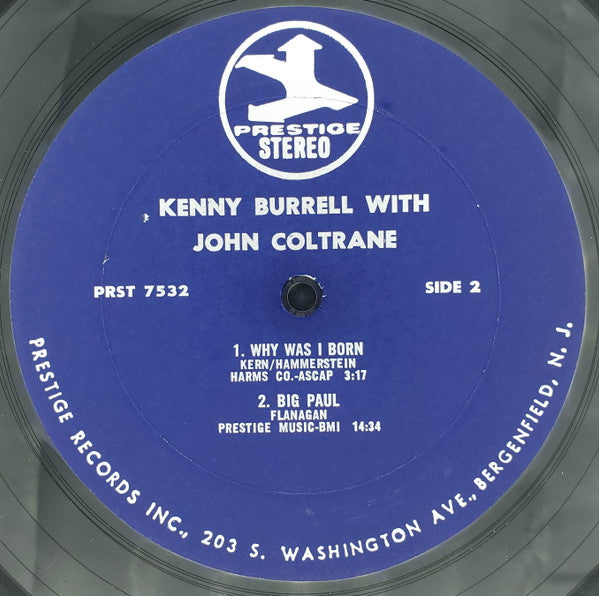 PRESTIGE
STEREO
KENNY BURRELL WITH
JOHN COLTRANE
PRST 7532
SIDE 2
1. WHY WAS I BORN
KERN/HAMMERSTEIN
HARMS CO.-ASCAP 3:17
2. BIG PAUL
FLANAGAN
PRESTIGE MUSIC-BMI 14:34
PRESTIGE RECORDS INC., 203 S. WASHINGTON AVE., BERGENFIELD, N. J.